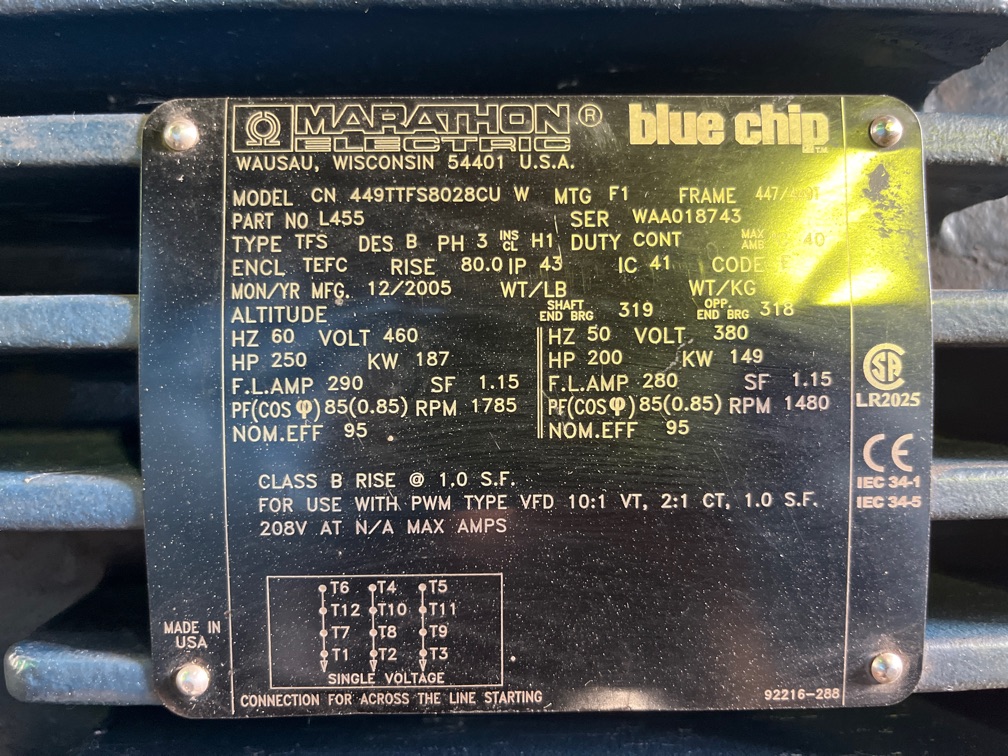 MARATHON® blue chip™
ELECTRIC
WAUSAU, WISCONSIN 54401 U.S.A.
MODEL CN 449TTFS8028CU W MTG F1 FRAME 447/
PART NO L455 SER WAA018743
TYPE TFS DES B PH 3 INS CL H1 DUTY CONT MAX AMB 40
ENCL TEFC RISE 80.0 IP 43 IC 41 CODE
MON/YR MFG. 12/2005 WT/LB WT/KG
ALTITUDE SHAFT END BRG 319 OPP. END BRG 318
HZ 60 VOLT 460 HZ 50 VOLT 380
HP 250 KW 187 HP 200 KW 149
F.L.AMP 290 SF 1.15 F.L.AMP 280 SF 1.15
PF(COS φ) 85(0.85) RPM 1785 PF(COS φ) 85(0.85) RPM 1480
NOM.EFF 95 NOM.EFF 95
SA
LR2025
CE
IEC 34-1
IEC 34-5
CLASS B RISE @ 1.0 S.F.
FOR USE WITH PWM TYPE VFD 10:1 VT, 2:1 CT, 1.0 S.F.
208V AT N/A MAX AMPS
T6 T4 T5
T12 T10 T11
T7 T8 T9
T1 T2 T3
SINGLE VOLTAGE
MADE IN
USA
CONNECTION FOR ACROSS THE LINE STARTING 92216-288